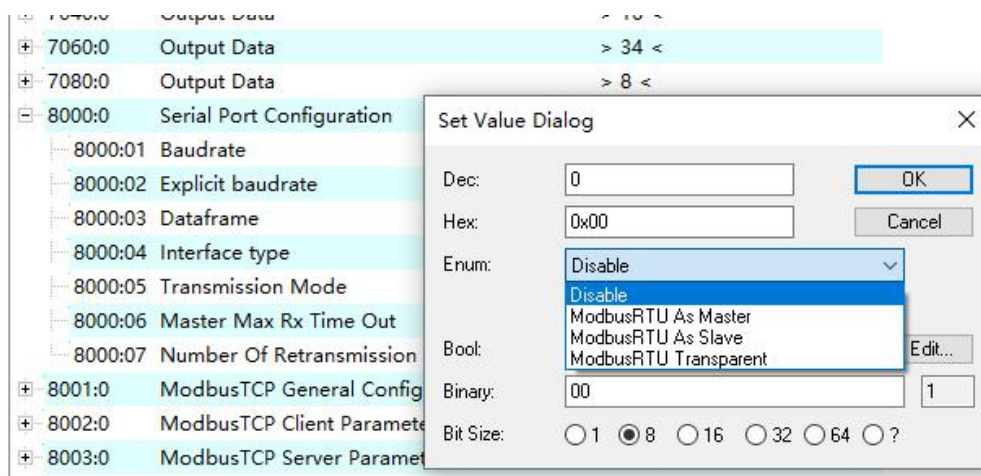 7060:0 Output Data > 34 <
7080:0 Output Data > 8 <
8000:0 Serial Port Configuration
8000:01 Baudrate
8000:02 Explicit baudrate
8000:03 Dataframe
8000:04 Interface type
8000:05 Transmission Mode
8000:06 Master Max Rx Time Out
8000:07 Number Of Retransmission
8001:0 ModbusTCP General Config
8002:0 ModbusTCP Client Paramete
8003:0 ModbusTCP Server Paramet
Set Value Dialog
Dec: 0 OK
Hex: 0x00 Cancel
Enum: Disable
Disable
ModbusRTU As Master
ModbusRTU As Slave
ModbusRTU Transparent
Bool: Edit...
Binary: 00 1
Bit Size: 1 8 16 32 64 ?